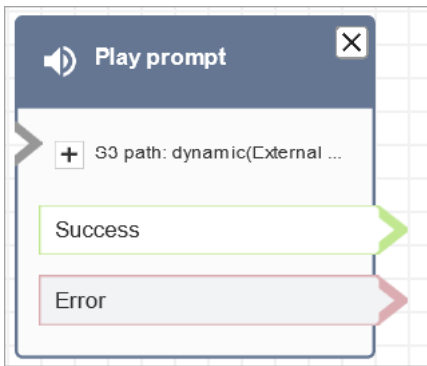 Play prompt
S3 path: dynamic(External ...
Success
Error